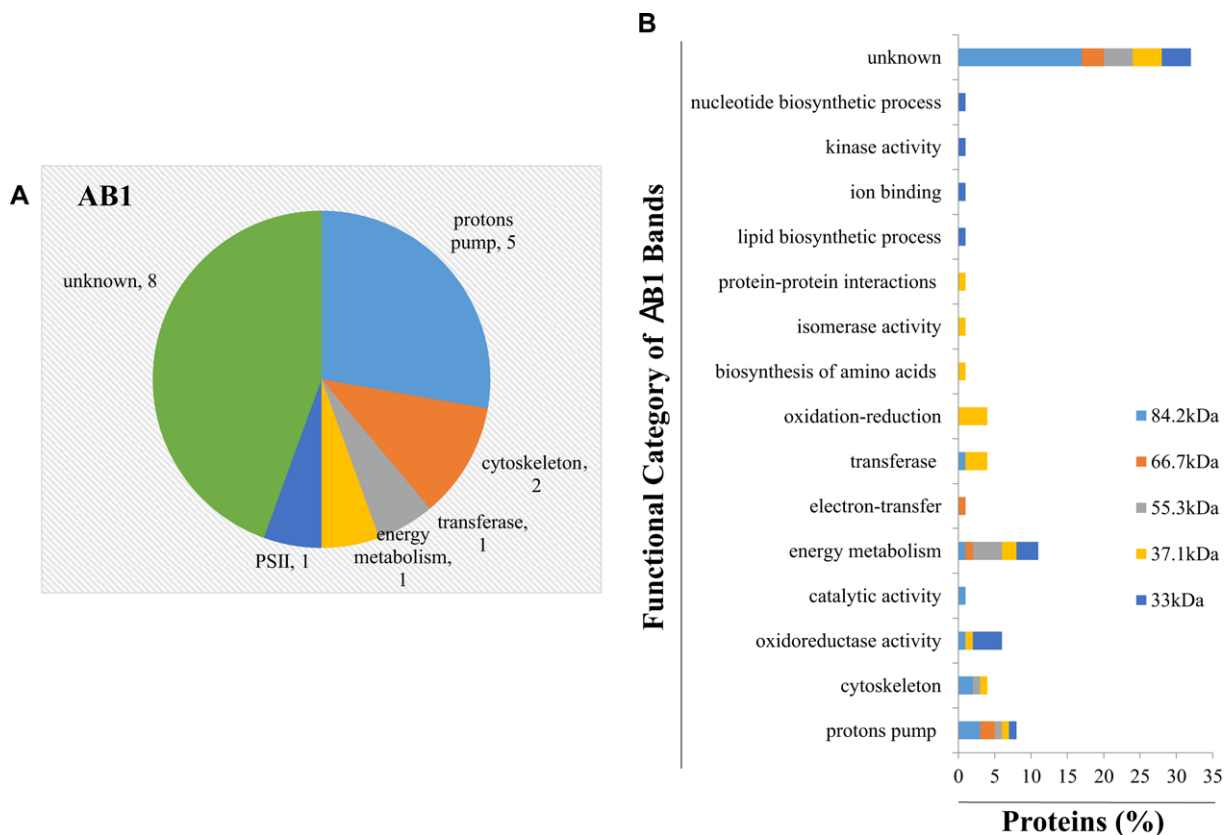 A
AB1
protons
pump, 5
cytoskeleton,
2
transferase,
1
energy
metabolism,
1
PSII, 1
unknown, 8
B
Functional Category of AB1 Bands
unknown
nucleotide biosynthetic process
kinase activity
ion binding
lipid biosynthetic process
protein-protein interactions
isomerase activity
biosynthesis of amino acids
oxidation-reduction
transferase
electron-transfer
energy metabolism
catalytic activity
oxidoreductase activity
cytoskeleton
protons pump
0 5 10 15 20 25 30 35
Proteins (%)
84.2kDa
66.7kDa
55.3kDa
37.1kDa
33kDa